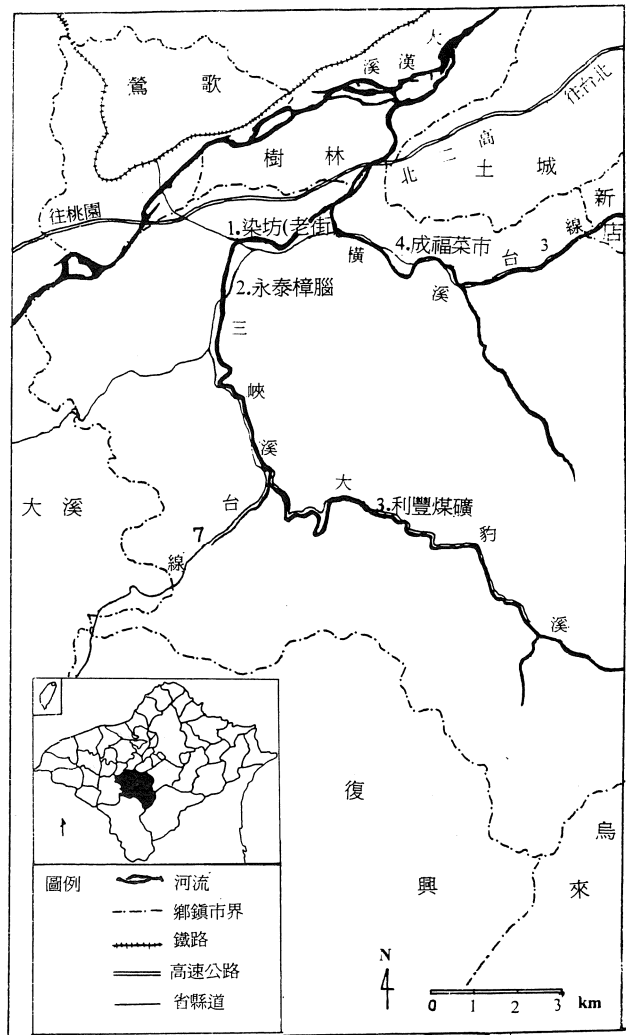 鶯歌
大漢溪
樹林
北二高
往台北
土城
新店
往桃園
1.染坊(老街)
橫溪
4.成福菜市
台3線
2.永泰樟腦
三峽溪
大溪
台7線
大豹溪
3.利豐煤礦
復興
烏來
圖例
河流
鄉鎮市界
鐵路
高速公路
省縣道
N
0 1 2 3 km